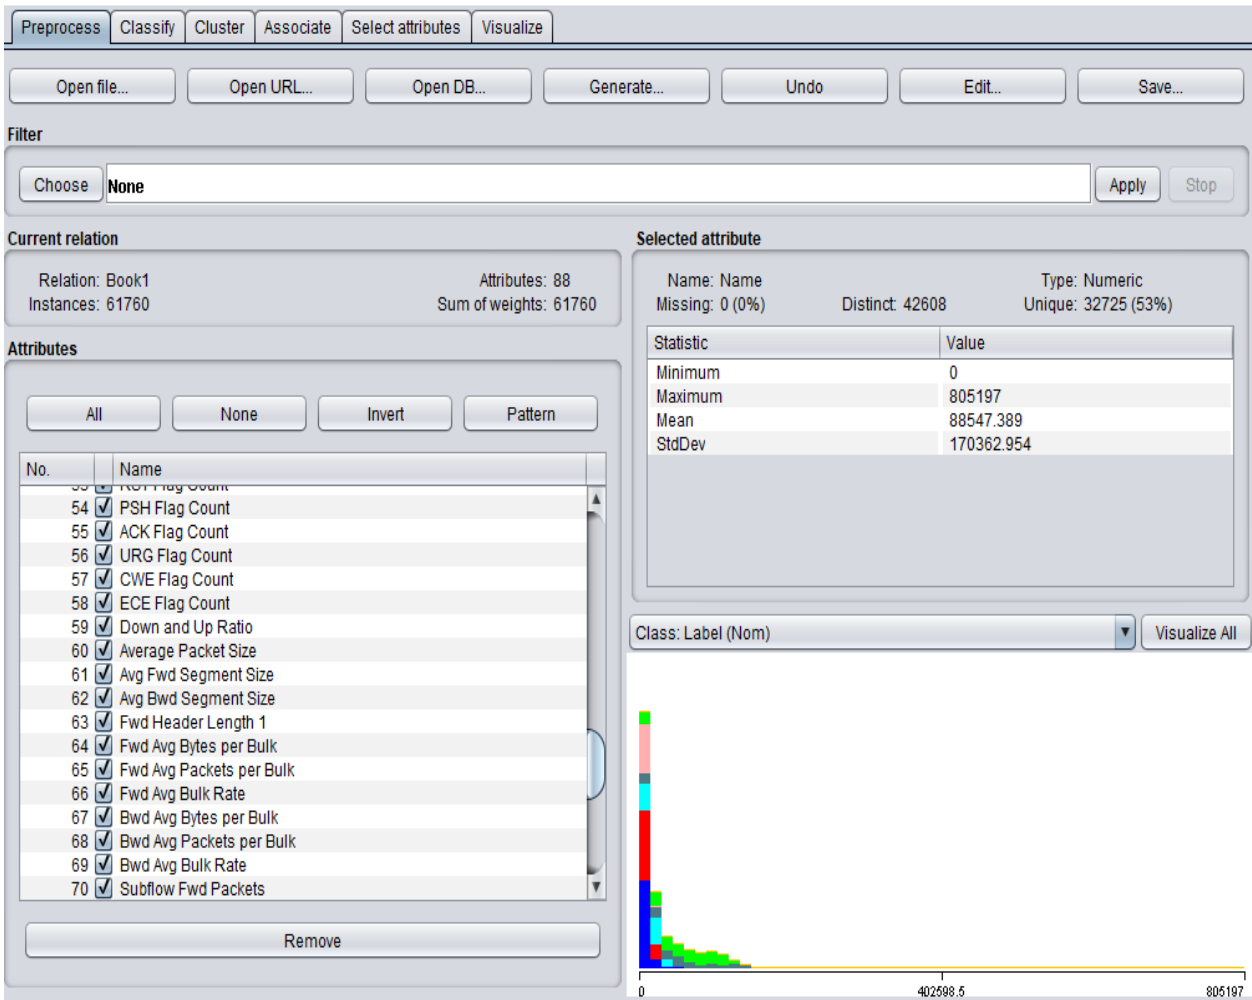 Preprocess Classify Cluster Associate Select attributes Visualize
Open file... Open URL... Open DB... Generate... Undo Edit... Save...
Filter
Choose None Apply Stop
Current relation
Relation: Book1 Attributes: 88
Instances: 61760 Sum of weights: 61760
Attributes
All None Invert Pattern
No. Name
53 RST Flag Count
54 PSH Flag Count
55 ACK Flag Count
56 URG Flag Count
57 CWE Flag Count
58 ECE Flag Count
59 Down and Up Ratio
60 Average Packet Size
61 Avg Fwd Segment Size
62 Avg Bwd Segment Size
63 Fwd Header Length 1
64 Fwd Avg Bytes per Bulk
65 Fwd Avg Packets per Bulk
66 Fwd Avg Bulk Rate
67 Bwd Avg Bytes per Bulk
68 Bwd Avg Packets per Bulk
69 Bwd Avg Bulk Rate
70 Subflow Fwd Packets
Remove
Selected attribute
Name: Name Type: Numeric
Missing: 0 (0%) Distinct: 42608 Unique: 32725 (53%)
Statistic Value
Minimum 0
Maximum 805197
Mean 88547.389
StdDev 170362.954
Class: Label (Nom) Visualize All
0 402598.5 805197